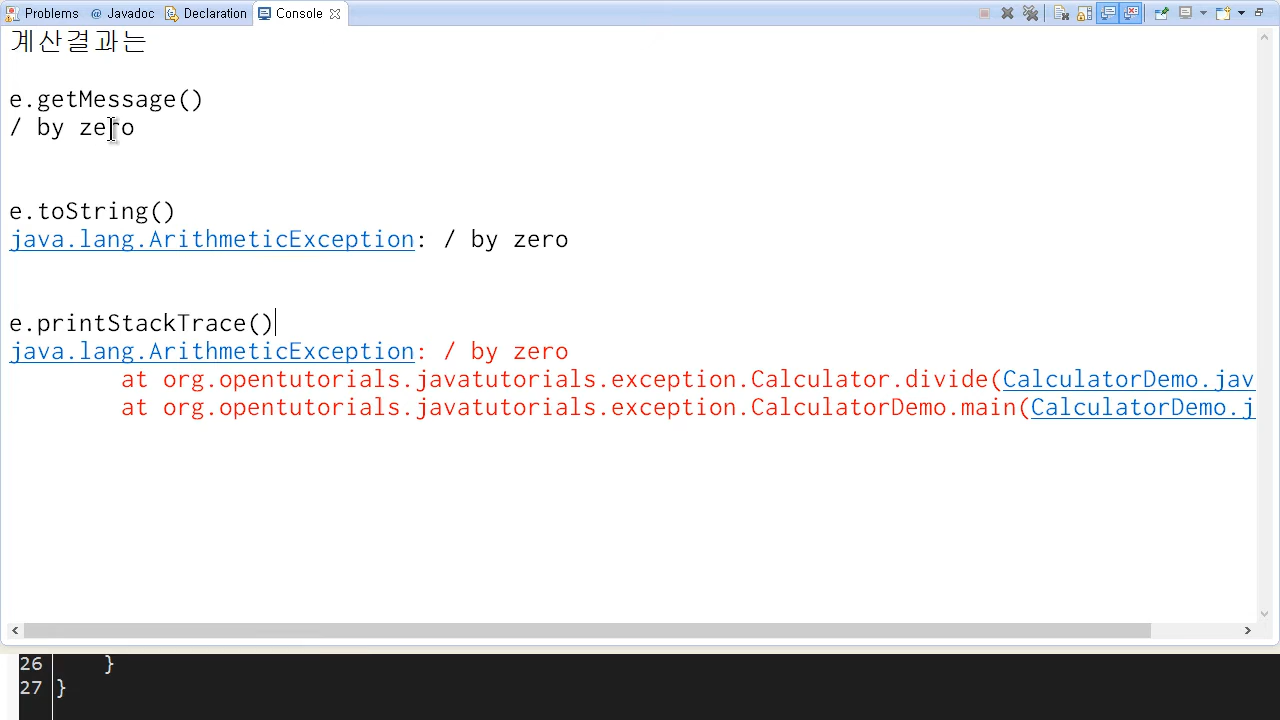 Problems @ Javadoc Declaration Console
계산결과는
e.getMessage()
/ by zero
e.toString()
java.lang.ArithmeticException: / by zero
e.printStackTrace()
java.lang.ArithmeticException: / by zero
at org.opentutorials.javatutorials.exception.Calculator.divide(CalculatorDemo.jav
at org.opentutorials.javatutorials.exception.CalculatorDemo.main(CalculatorDemo.j
26 }
27 }